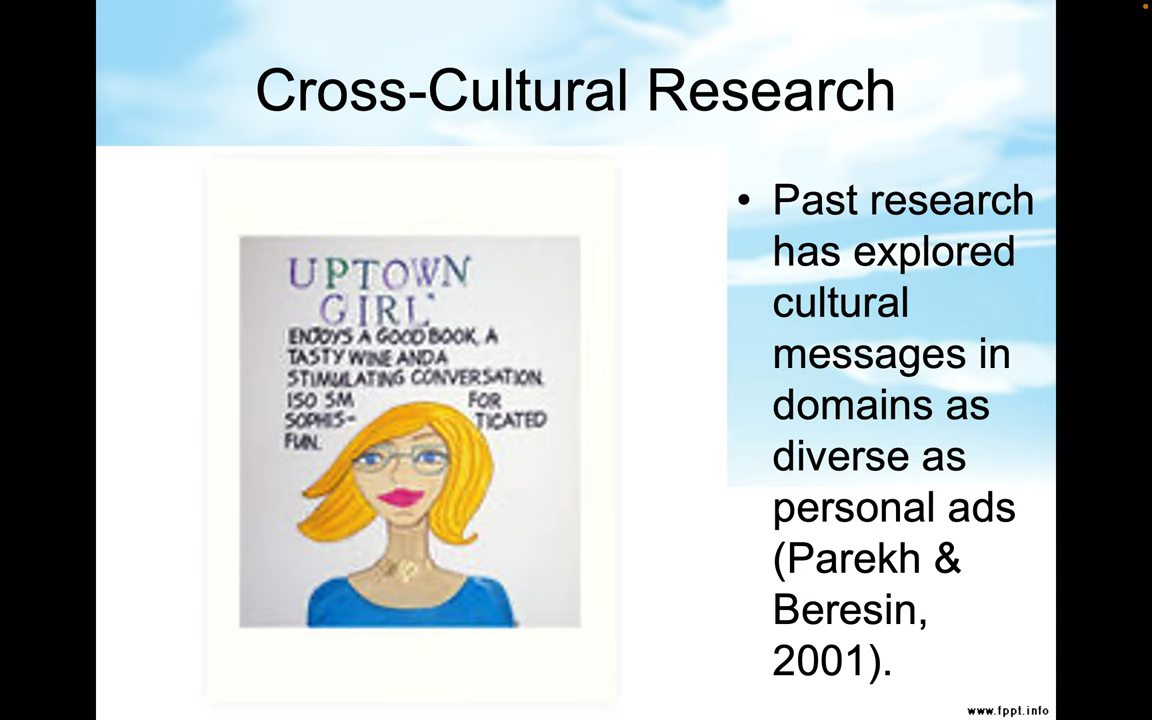 Cross-Cultural Research
UPTOWN
GIRL
ENJOYS A GOOD BOOK, A
TASTY WINE AND A
STIMULATING CONVERSATION.
ISO SM FOR
SOPHIS- TICATED
FUN.
• Past research
has explored
cultural
messages in
domains as
diverse as
personal ads
(Parekh &
Beresin,
2001).
www.fppt.info